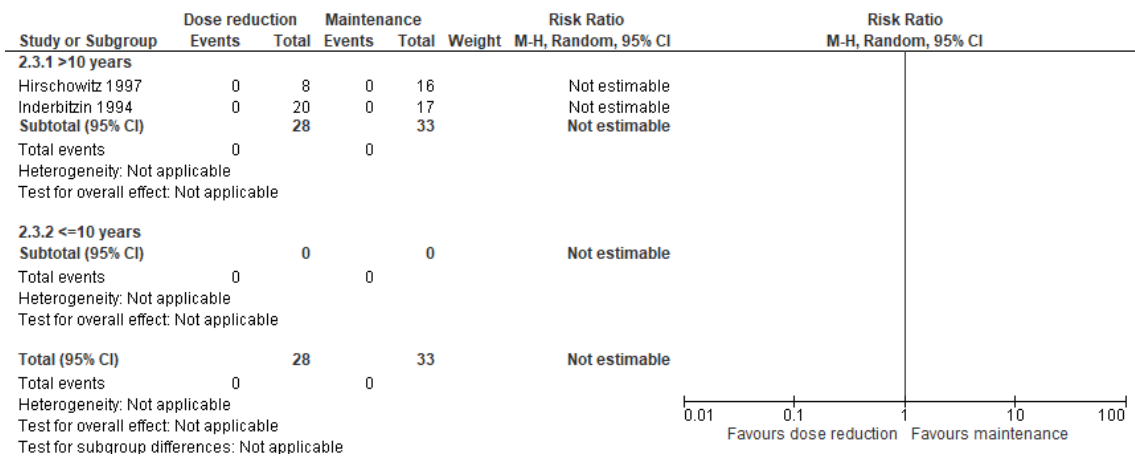 Dose reduction Maintenance Risk Ratio Risk Ratio
Study or Subgroup Events Total Events Total Weight M-H, Random, 95% CI M-H, Random, 95% CI
2.3.1 >10 years
Hirschowitz 1997 0 8 0 16 Not estimable
Inderbitzin 1994 0 20 0 17 Not estimable
Subtotal (95% CI) 28 33 Not estimable
Total events 0 0
Heterogeneity: Not applicable
Test for overall effect: Not applicable
2.3.2 <=10 years
Subtotal (95% CI) 0 0 Not estimable
Total events 0 0
Heterogeneity: Not applicable
Test for overall effect: Not applicable
Total (95% CI) 28 33 Not estimable
Total events 0 0
Heterogeneity: Not applicable
Test for overall effect: Not applicable
Test for subgroup differences: Not applicable
0.01 0.1 1 10 100
Favours dose reduction Favours maintenance